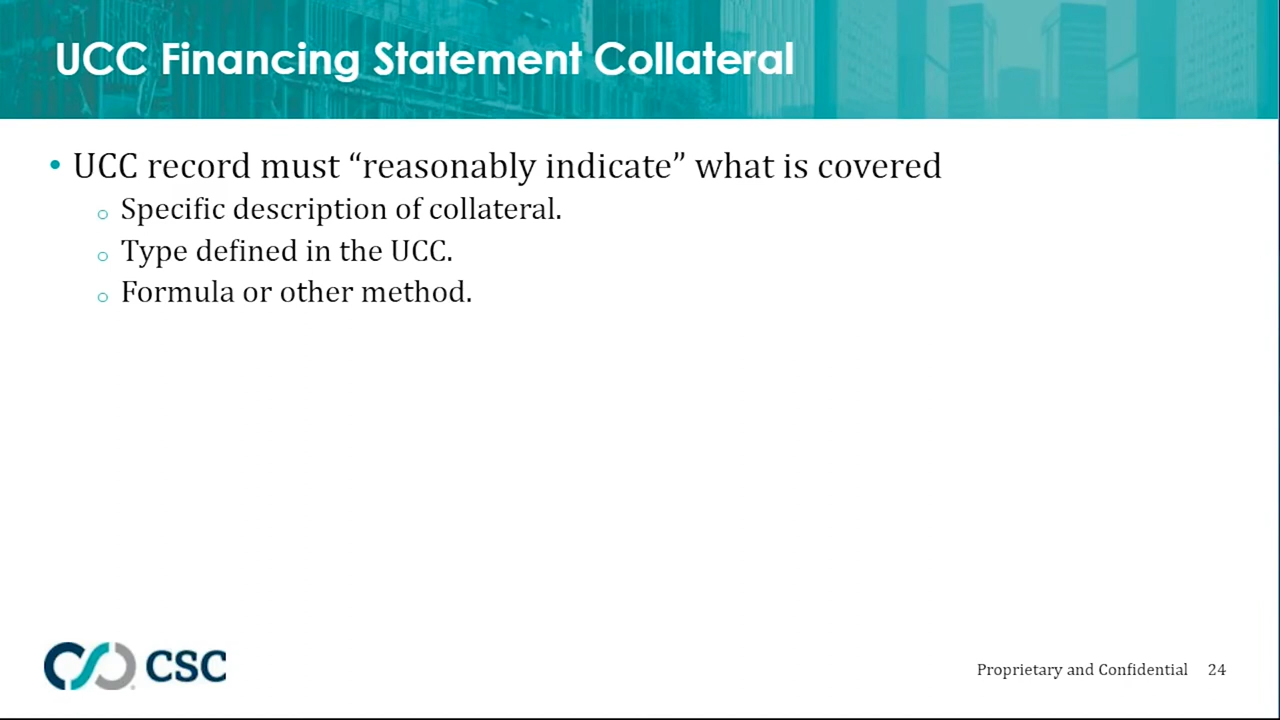 UCC Financing Statement Collateral
• UCC record must “reasonably indicate” what is covered
o Specific description of collateral.
o Type defined in the UCC.
o Formula or other method.
CSC
Proprietary and Confidential 24